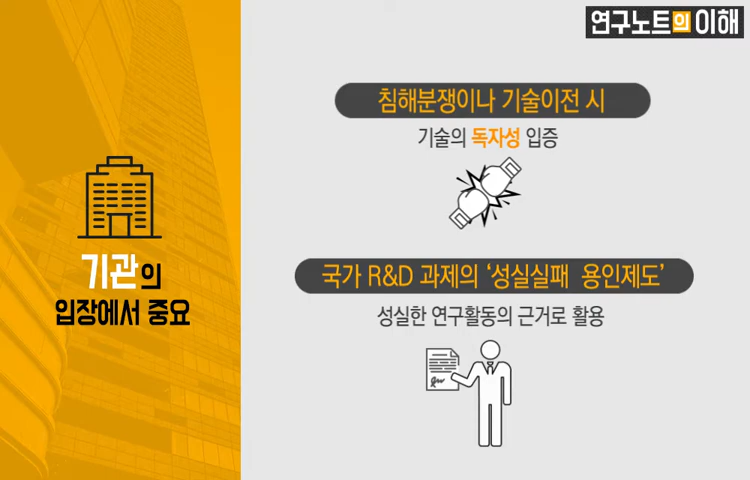 연구노트의 이해
기관의
입장에서 중요
침해분쟁이나 기술이전 시
기술의 독자성 입증
국가 R&D 과제의 ‘성실실패 용인제도’
성실한 연구활동의 근거로 활용